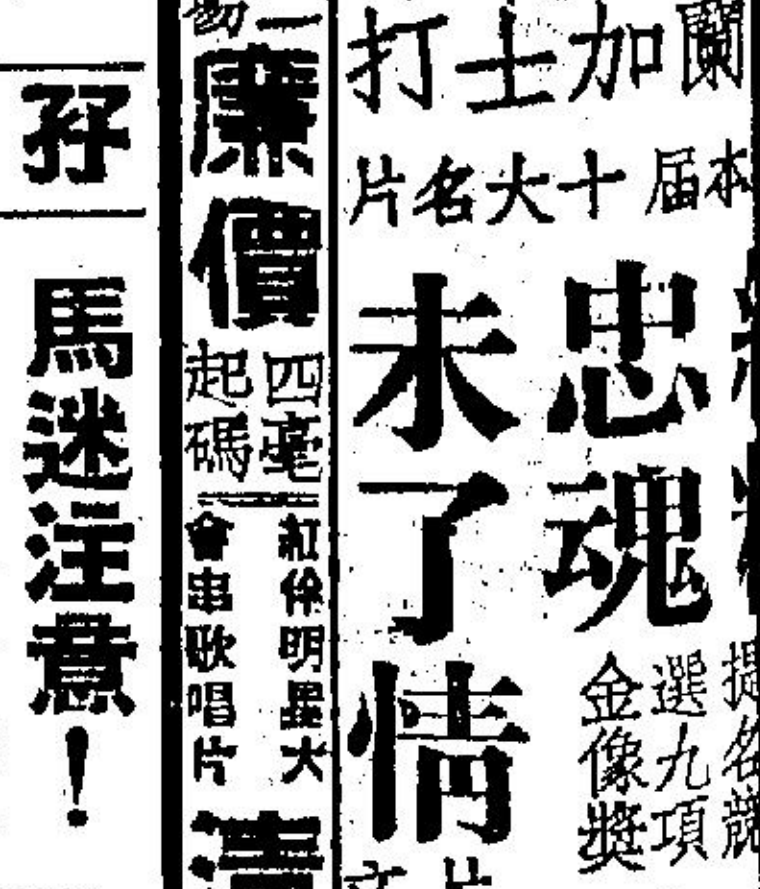 蘭加士打
本届十大名片
忠魂
未了情
提名競
選九項
金像獎
一
廉價
四毫
起碼
紅伶明星大
會串歌唱片
孖
馬迷注意！